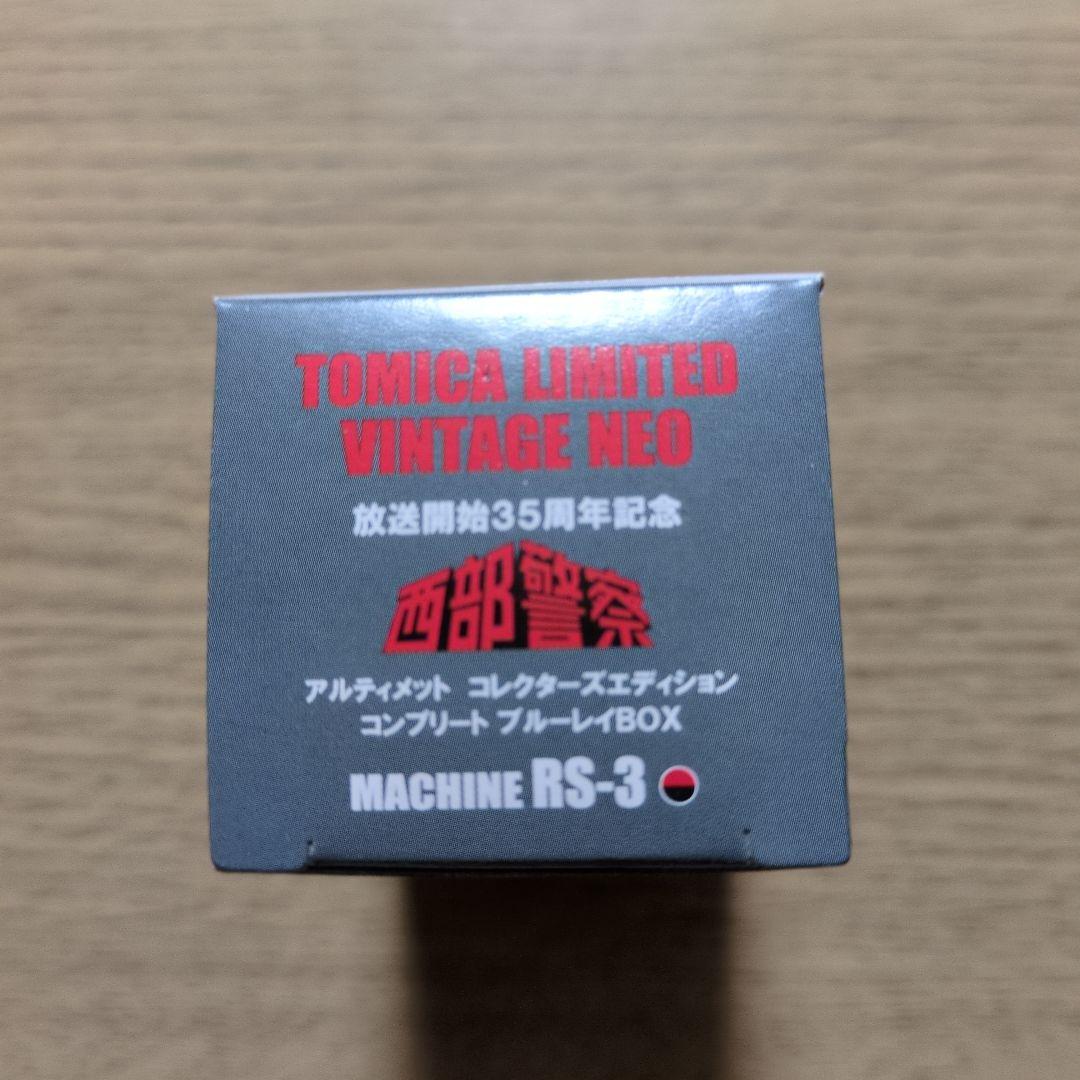 TOMICA LIMITED
VINTAGE NEO
放送開始35周年記念
西部警察
アルティメット コレクターズエディション
コンプリート ブルーレイBOX
MACHINE RS-3